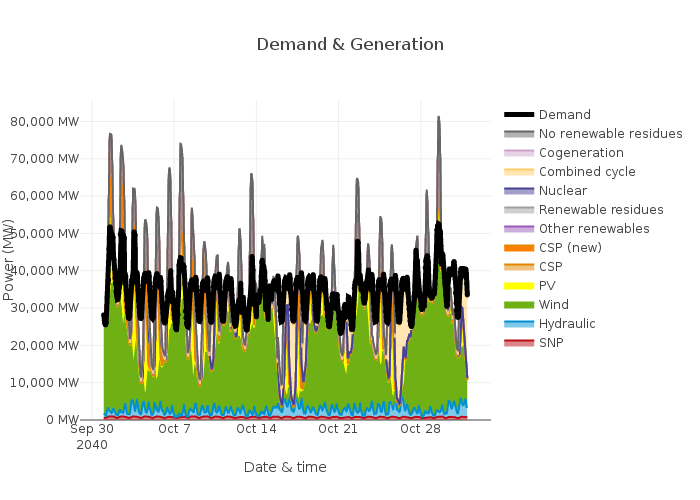 Demand & Generation
80,000 MW
70,000 MW
60,000 MW
50,000 MW
40,000 MW
30,000 MW
20,000 MW
10,000 MW
0 MW
Power (MW)
Sep 30
2040
Oct 7
Oct 14
Oct 21
Oct 28
Date & time
Demand
No renewable residues
Cogeneration
Combined cycle
Nuclear
Renewable residues
Other renewables
CSP (new)
CSP
PV
Wind
Hydraulic
SNP